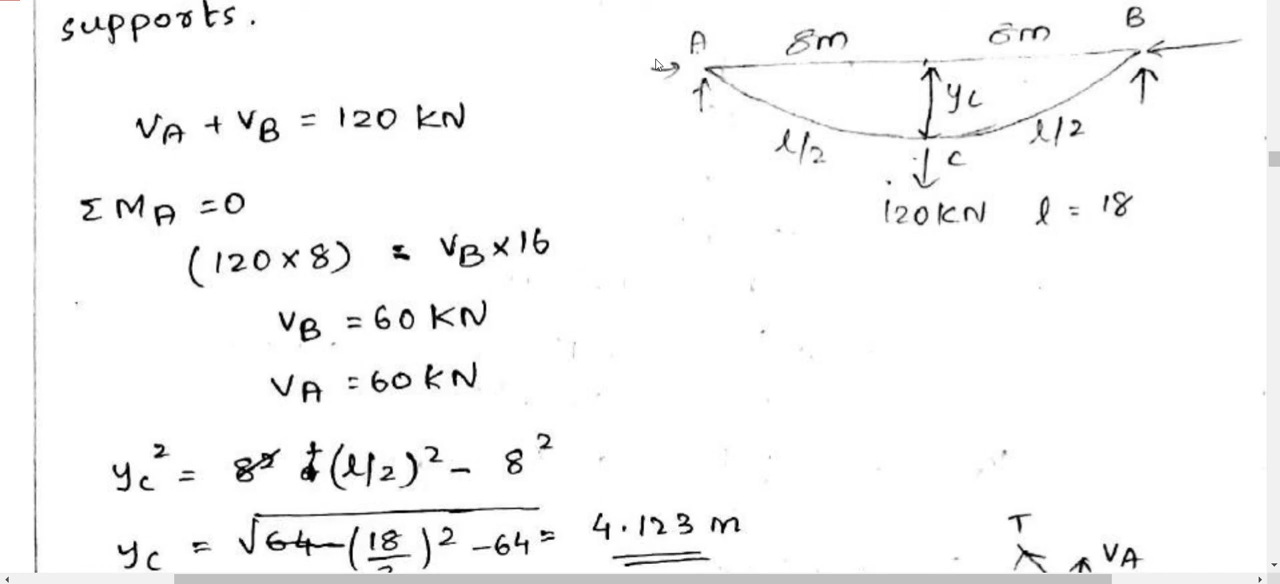 supports.
A 8m 8m B
yc
l/2 l/2
C
120KN l = 18
VA + VB = 120 KN
Σ MA =0
(120×8) = VB×16
VB = 60 KN
VA = 60 KN
yc² = (l/2)² - 8²
yc = √(18/2)² -64 = 4.123 m
T
VA